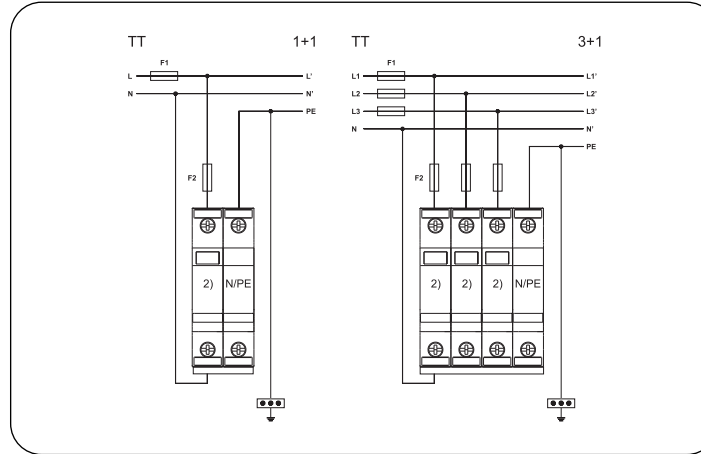 TT 1+1
F1
L L'
N N'
PE
F2
2) N/PE
TT 3+1
F1
L1 L1'
L2 L2'
L3 L3'
N N'
PE
F2
2) 2) 2) N/PE